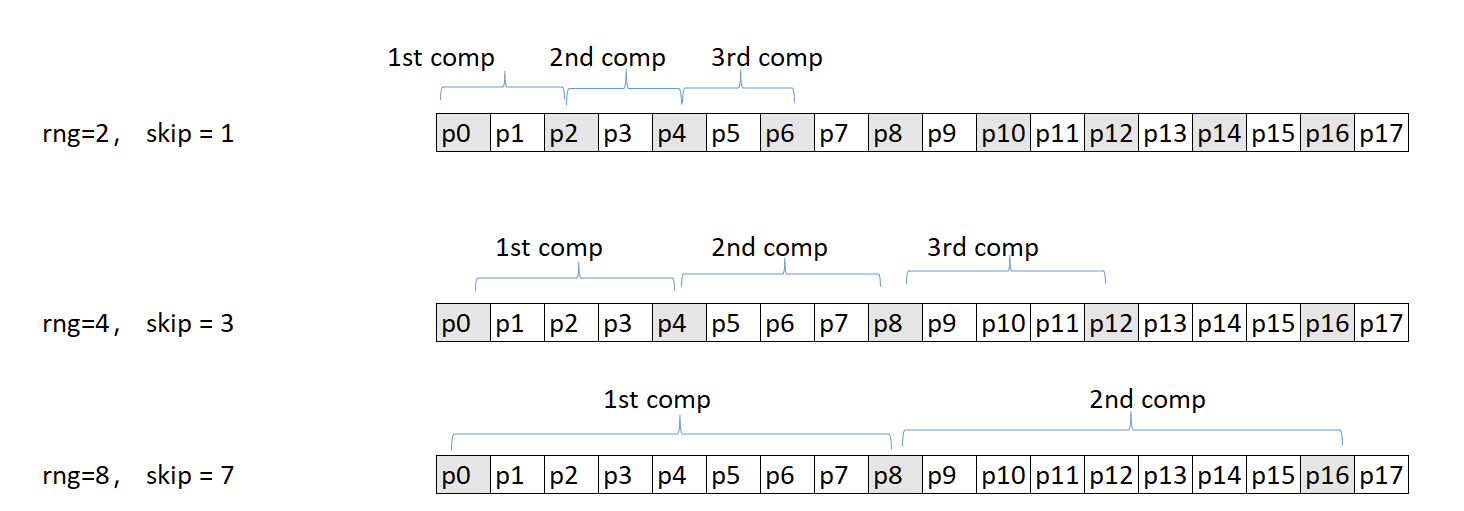 1st comp 2nd comp 3rd comp
rng=2, skip = 1 p0 p1 p2 p3 p4 p5 p6 p7 p8 p9 p10 p11 p12 p13 p14 p15 p16 p17
1st comp 2nd comp 3rd comp
rng=4, skip = 3 p0 p1 p2 p3 p4 p5 p6 p7 p8 p9 p10 p11 p12 p13 p14 p15 p16 p17
1st comp 2nd comp
rng=8, skip = 7 p0 p1 p2 p3 p4 p5 p6 p7 p8 p9 p10 p11 p12 p13 p14 p15 p16 p17